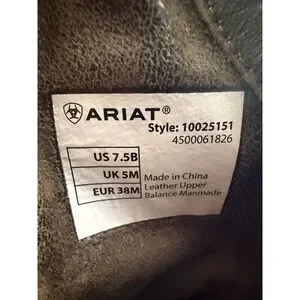 ARIAT®
Style: 10025151
4500061826
US 7.5B
UK 5M
EUR 38M
Made in China
Leather Upper
Balance Manmade